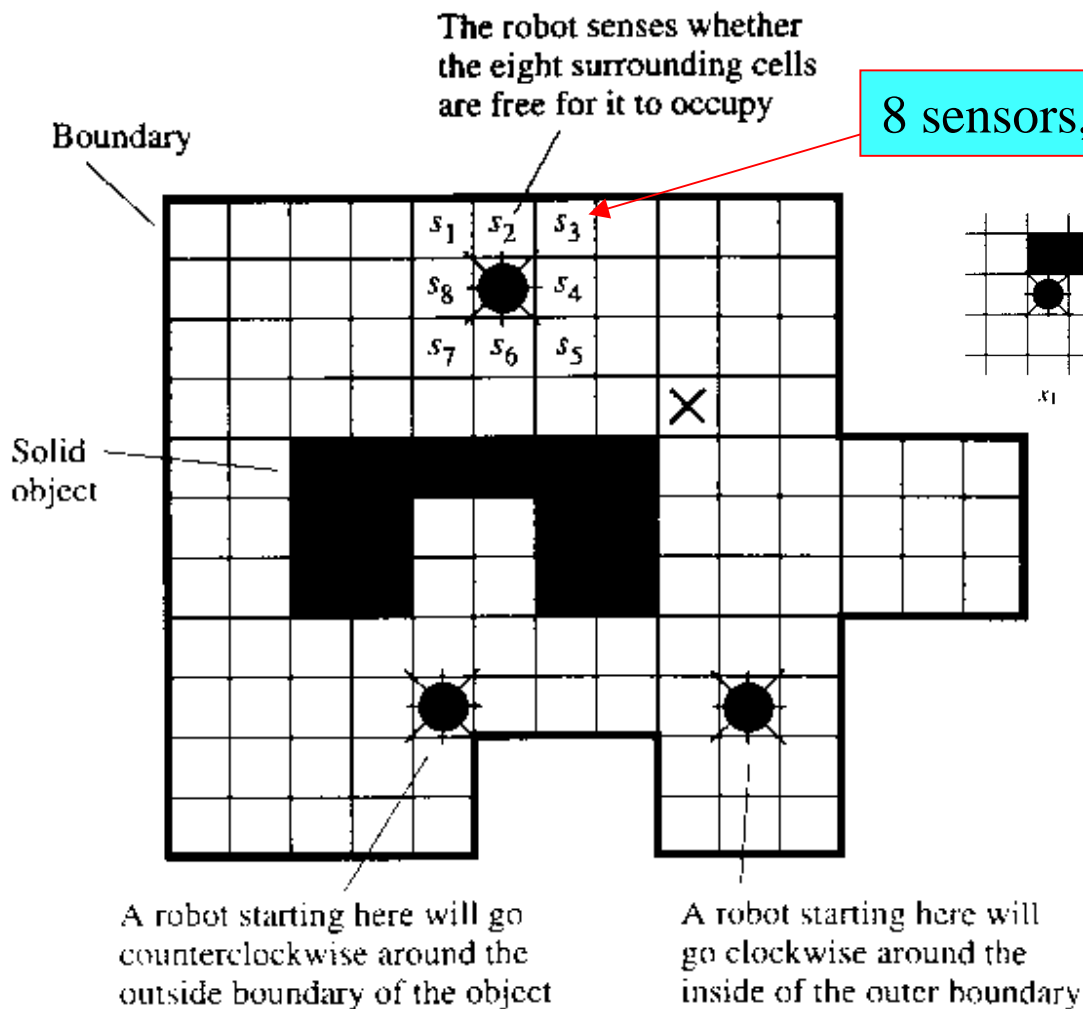 The robot senses whether
the eight surrounding cells
are free for it to occupy
8 sensors,
Boundary
s1 s2 s3
s8 s4
s7 s6 s5
x1
Solid
object
A robot starting here will go
counterclockwise around the
outside boundary of the object
A robot starting here will
go clockwise around the
inside of the outer boundary